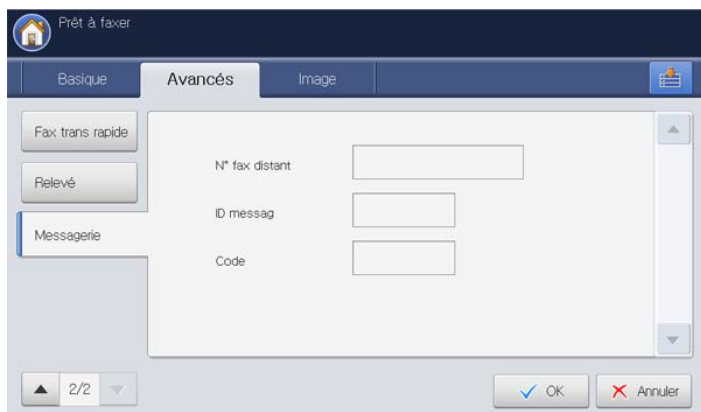 Prêt à faxer
Basique
Avancés
Image
Fax trans rapide
Relevé
Messagerie
N° fax distant
ID messag
Code
2/2
OK
Annuler